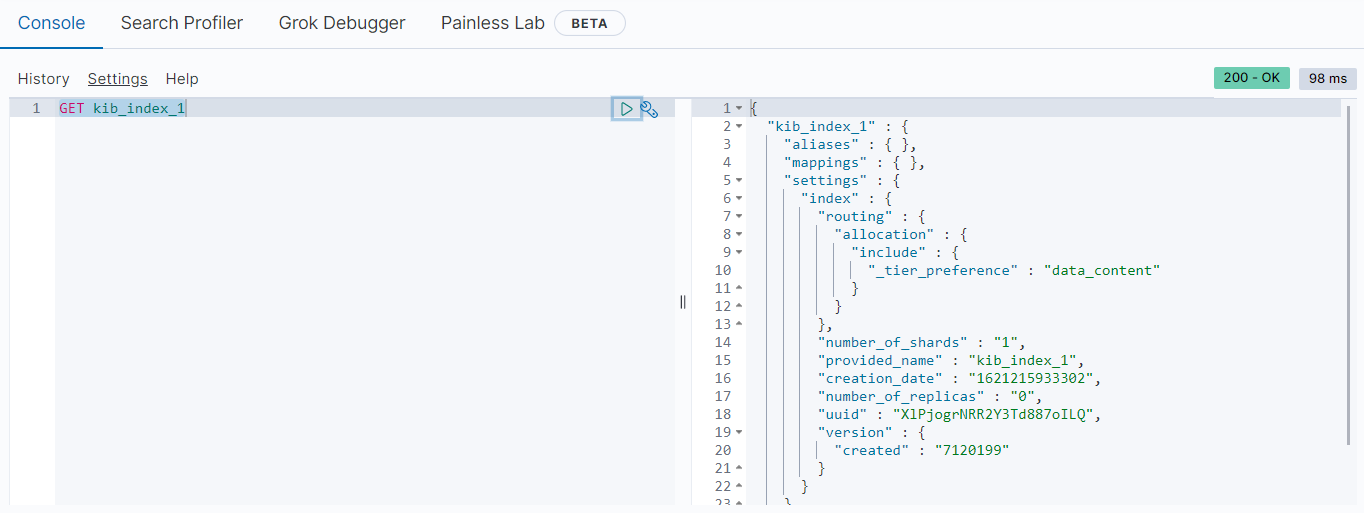 Console Search Profiler Grok Debugger Painless Lab BETA
History Settings Help 200 - OK 98 ms
1 GET kib_index_1
1 {
2 "kib_index_1" : {
3 "aliases" : { },
4 "mappings" : { },
5 "settings" : {
6 "index" : {
7 "routing" : {
8 "allocation" : {
9 "include" : {
10 "_tier_preference" : "data_content"
11 }
12 }
13 },
14 "number_of_shards" : "1",
15 "provided_name" : "kib_index_1",
16 "creation_date" : "1621215933302",
17 "number_of_replicas" : "0",
18 "uuid" : "XlPjogrNRR2Y3Td887oILQ",
19 "version" : {
20 "created" : "7120199"
21 }
22 }
23 }